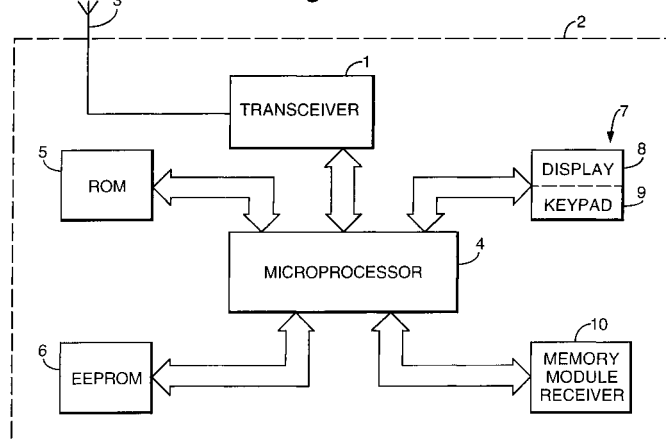 3
2
1
TRANSCEIVER
7
5
ROM
8
DISPLAY
9
KEYPAD
4
MICROPROCESSOR
6
EEPROM
10
MEMORY
MODULE
RECEIVER